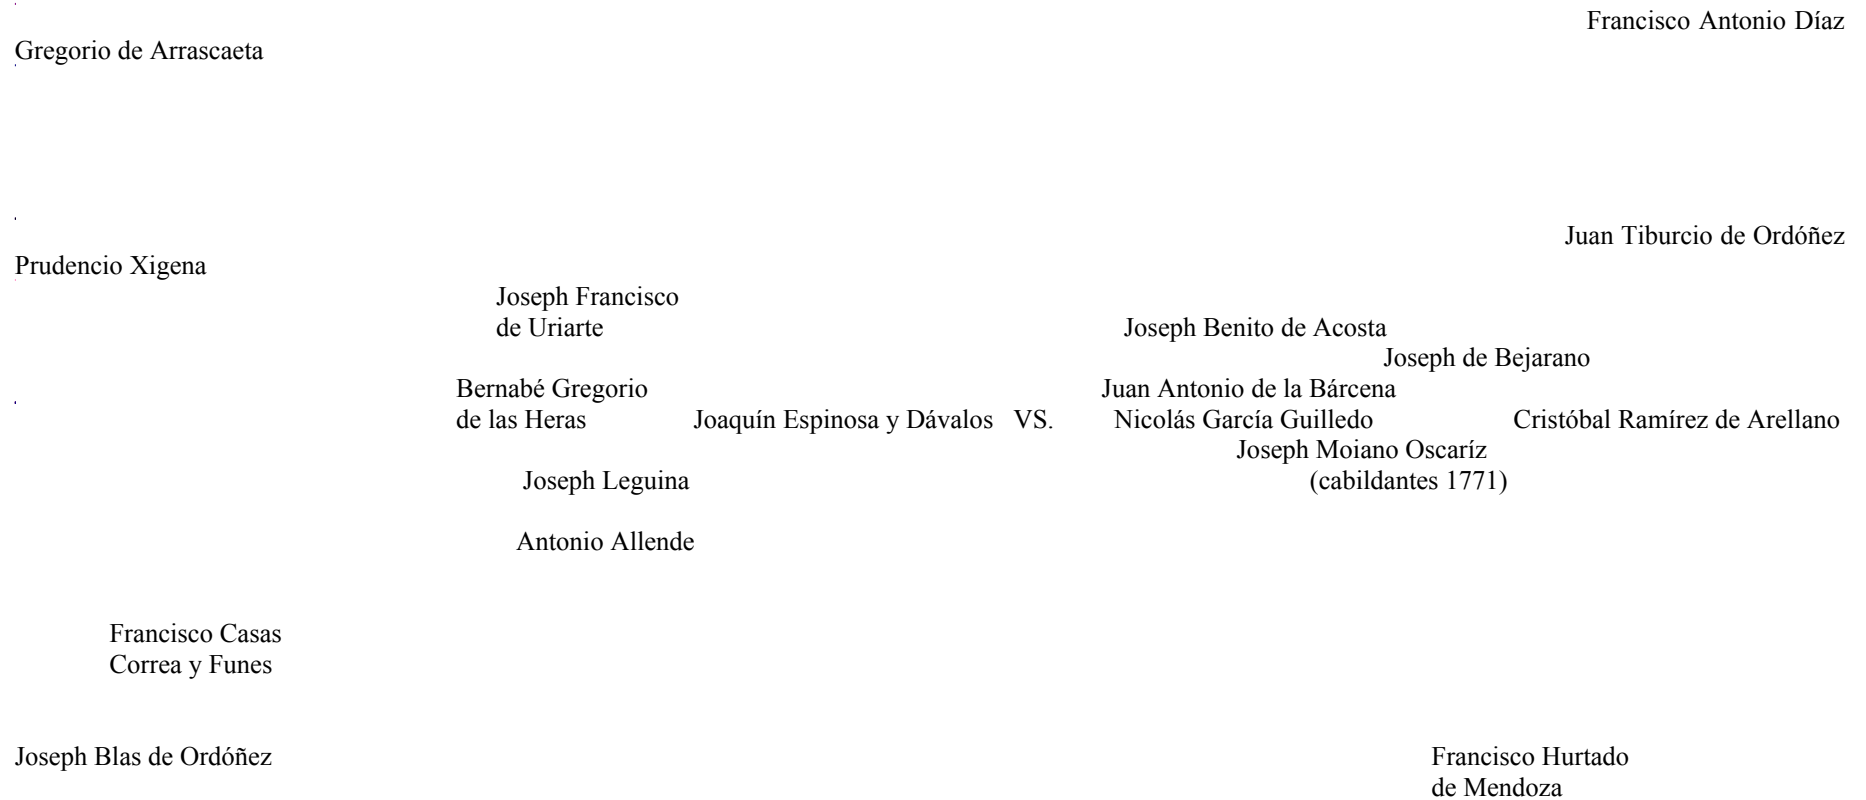 Francisco Antonio Díaz
Gregorio de Arrascaeta
Juan Tiburcio de Ordóñez
Prudencio Xigena
Joseph Francisco
de Uriarte
Joseph Benito de Acosta
Joseph de Bejarano
Bernabé Gregorio
de las Heras
Joaquín Espinosa y Dávalos VS.
Juan Antonio de la Bárcena
Nicolás García Guilledo
Cristóbal Ramírez de Arellano
Joseph Moiano Oscaríz
(cabildantes 1771)
Joseph Leguina
Antonio Allende
Francisco Casas
Correa y Funes
Joseph Blas de Ordóñez
Francisco Hurtado
de Mendoza